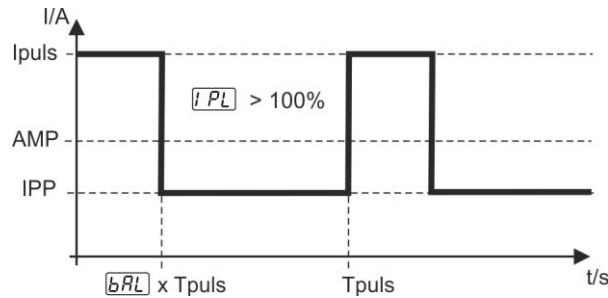 I/A
Ipuls
IPL > 100%
AMP
IPP
t/s
bAL x Tpuls
Tpuls